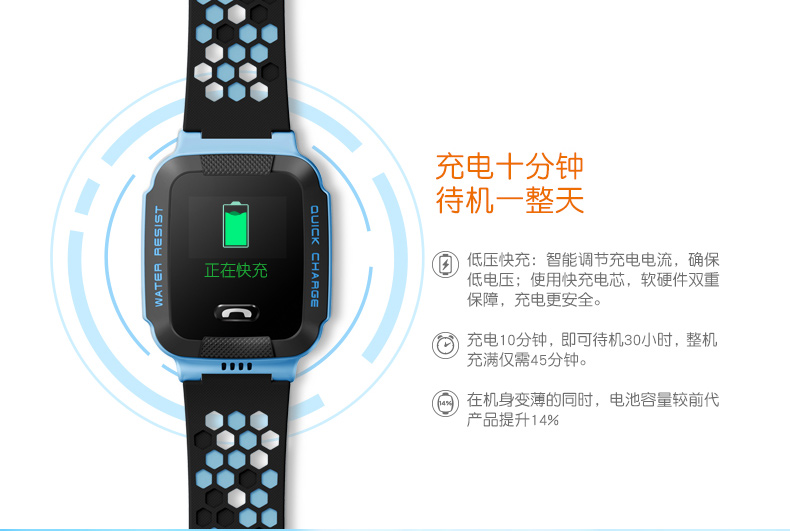 充电十分钟
待机一整天
WATER RESIST
QUICK CHARGE
正在快充
低压快充：智能调节充电电流，确保
低电压；使用快充电芯，软硬件双重
保障，充电更安全。
充电10分钟，即可待机30小时，整机
充满仅需45分钟。
14%
在机身变薄的同时，电池容量较前代
产品提升14%